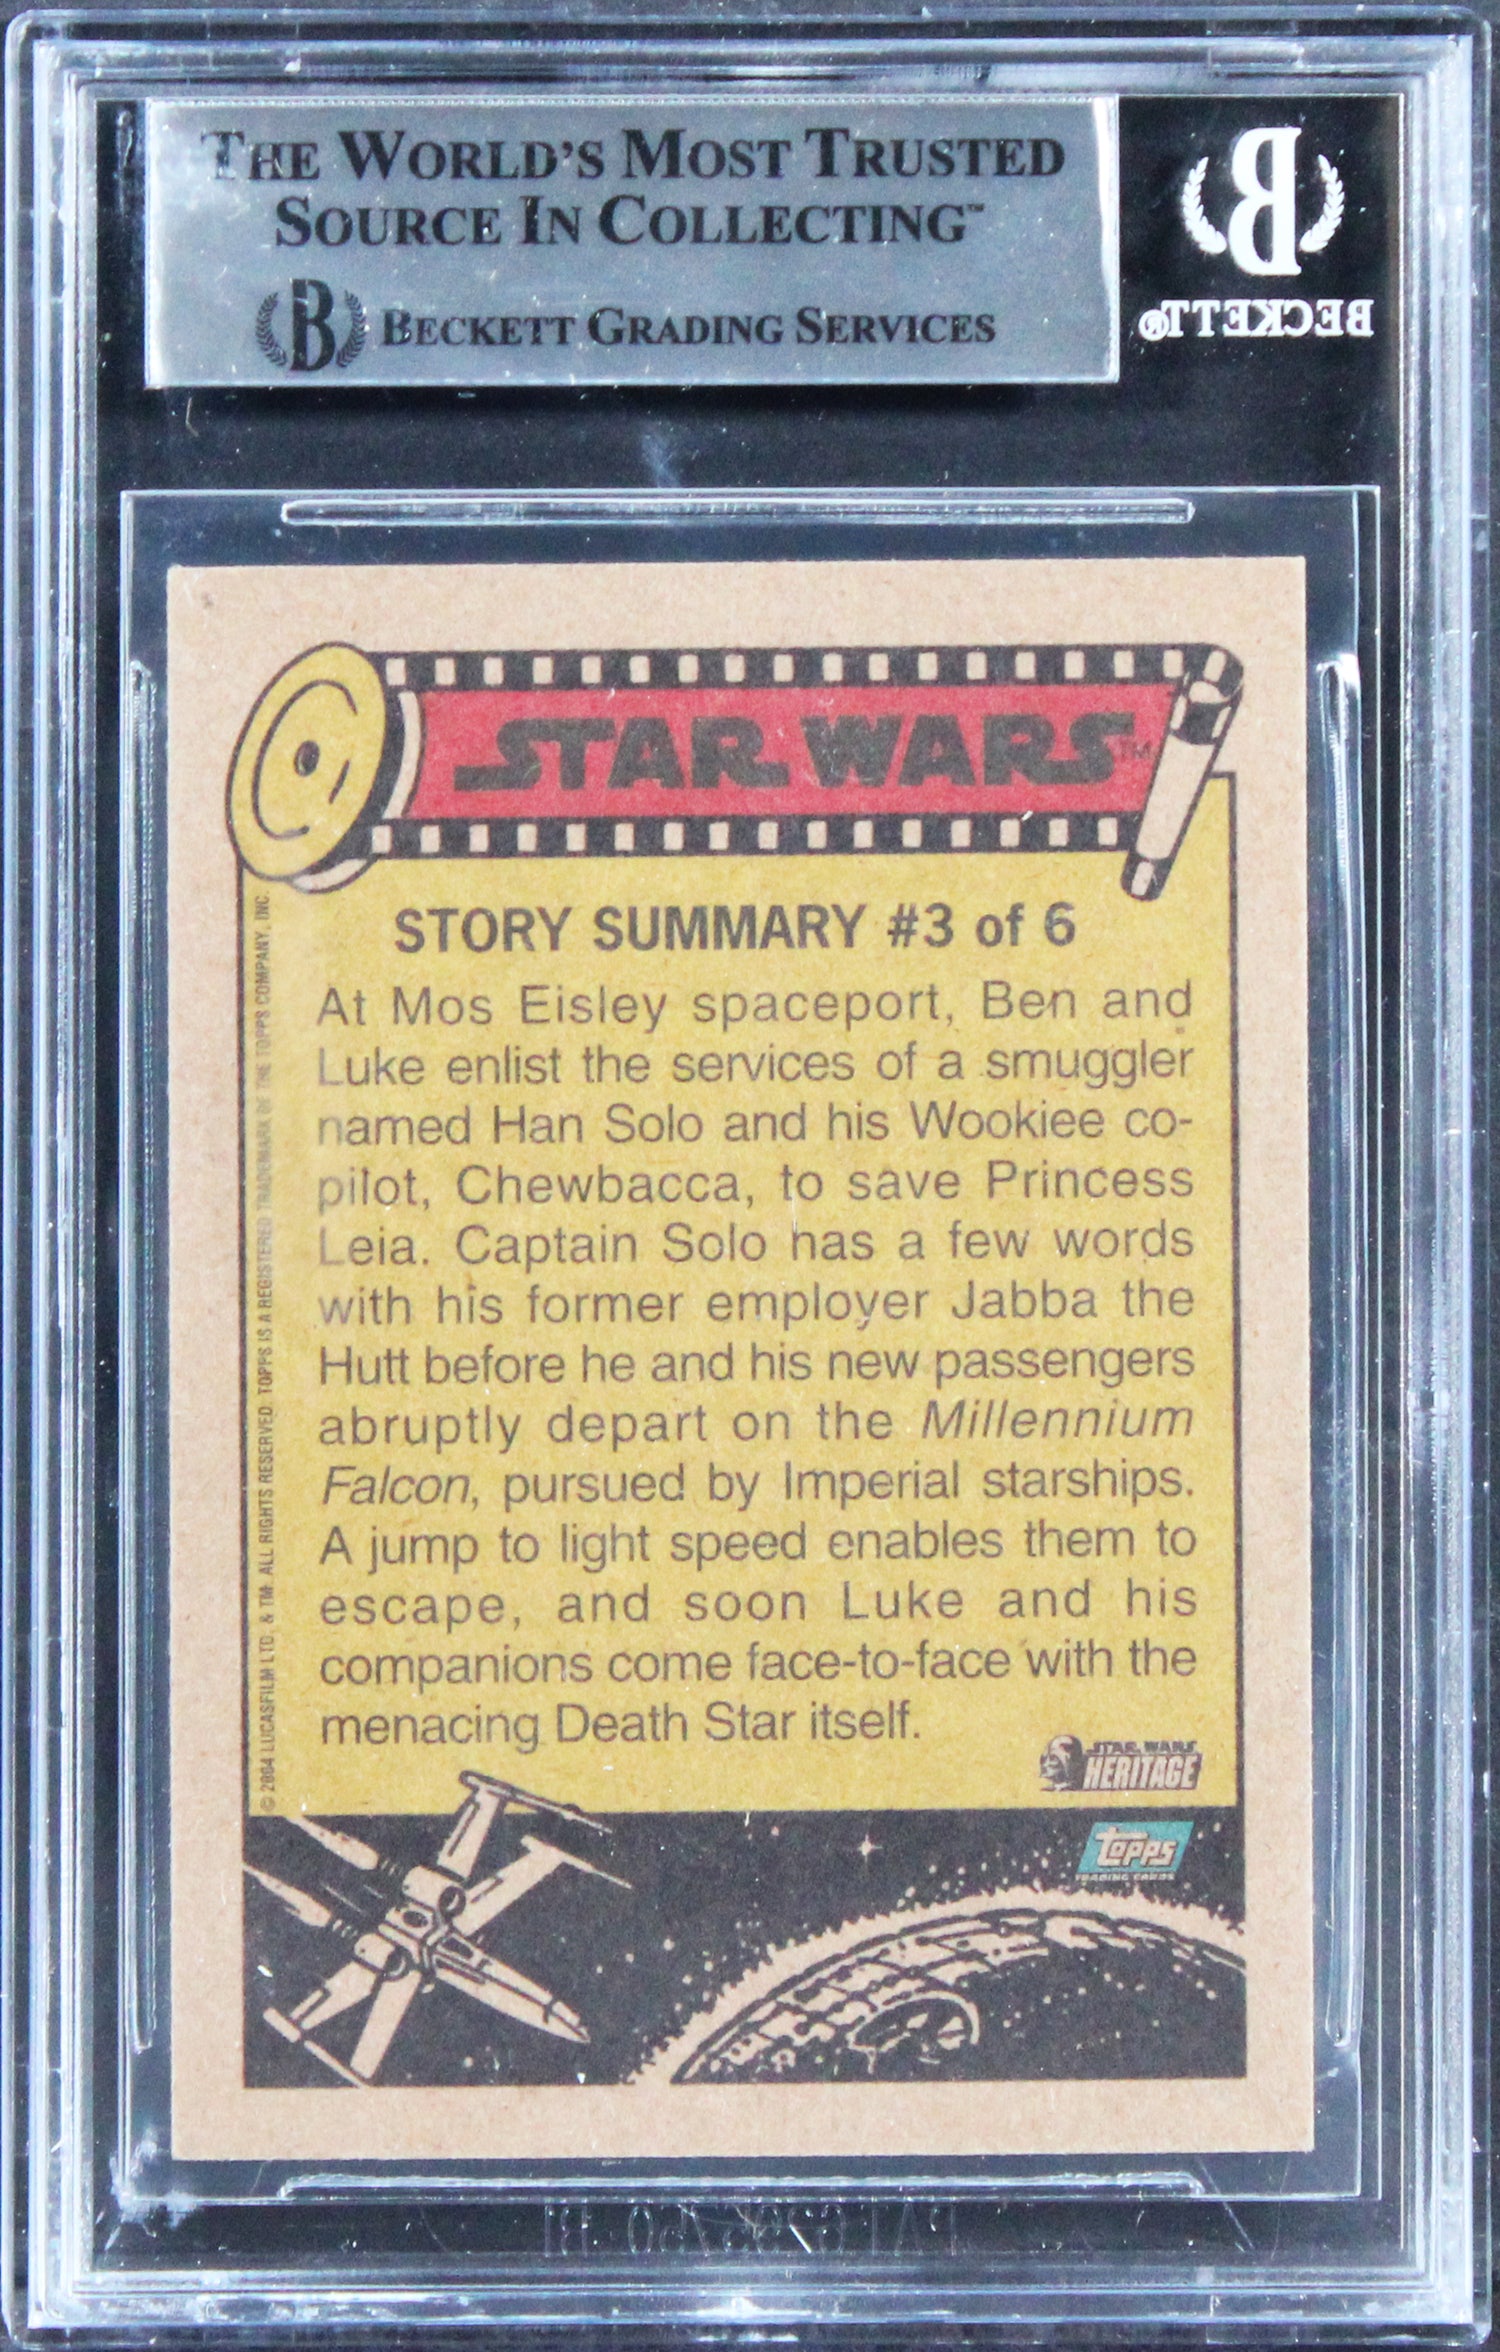 THE WORLD'S MOST TRUSTED
SOURCE IN COLLECTING™
B BECKETT GRADING SERVICES
B
BECKETT®
STAR WARS™
STORY SUMMARY #3 of 6
At Mos Eisley spaceport, Ben and
Luke enlist the services of a smuggler
named Han Solo and his Wookiee co-
pilot, Chewbacca, to save Princess
Leia. Captain Solo has a few words
with his former employer Jabba the
Hutt before he and his new passengers
abruptly depart on the Millennium
Falcon, pursued by Imperial starships.
A jump to light speed enables them to
escape, and soon Luke and his
companions come face-to-face with the
menacing Death Star itself.
© 2004 LUCASFILM LTD. & TM. ALL RIGHTS RESERVED. TOPPS IS A REGISTERED TRADEMARK OF THE TOPPS COMPANY, INC.
STAR WARS
HERITAGE
topps
TRADING CARDS